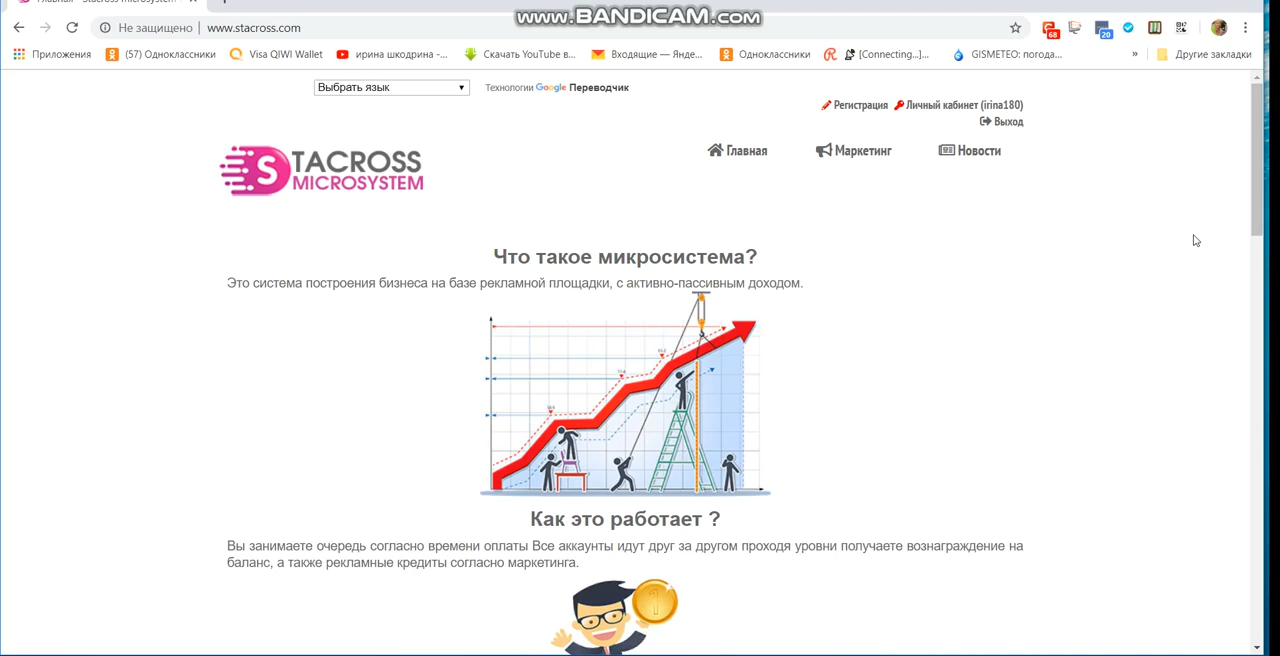 www.BANDICAM.com
Не защищено
www.stacross.com
68
20
Приложения
(57) Одноклассники
Visa QIWI Wallet
ирина шкодрина -...
Скачать YouTube в...
Входящие — Янде...
Одноклассники
[Connecting...]...
GISMETEO: погода...
»
Другие закладки
Выбрать язык
Технологии Google Переводчик
Регистрация
Личный кабинет (irina180)
Выход
STACROSS
MICROSYSTEM
Главная
Маркетинг
Новости
Что такое микросистема?
Это система построения бизнеса на базе рекламной площадки, с активно-пассивным доходом.
Как это работает ?
Вы занимаете очередь согласно времени оплаты Все аккаунты идут друг за другом проходя уровни получаете вознаграждение на
баланс, а также рекламные кредиты согласно маркетинга.
1